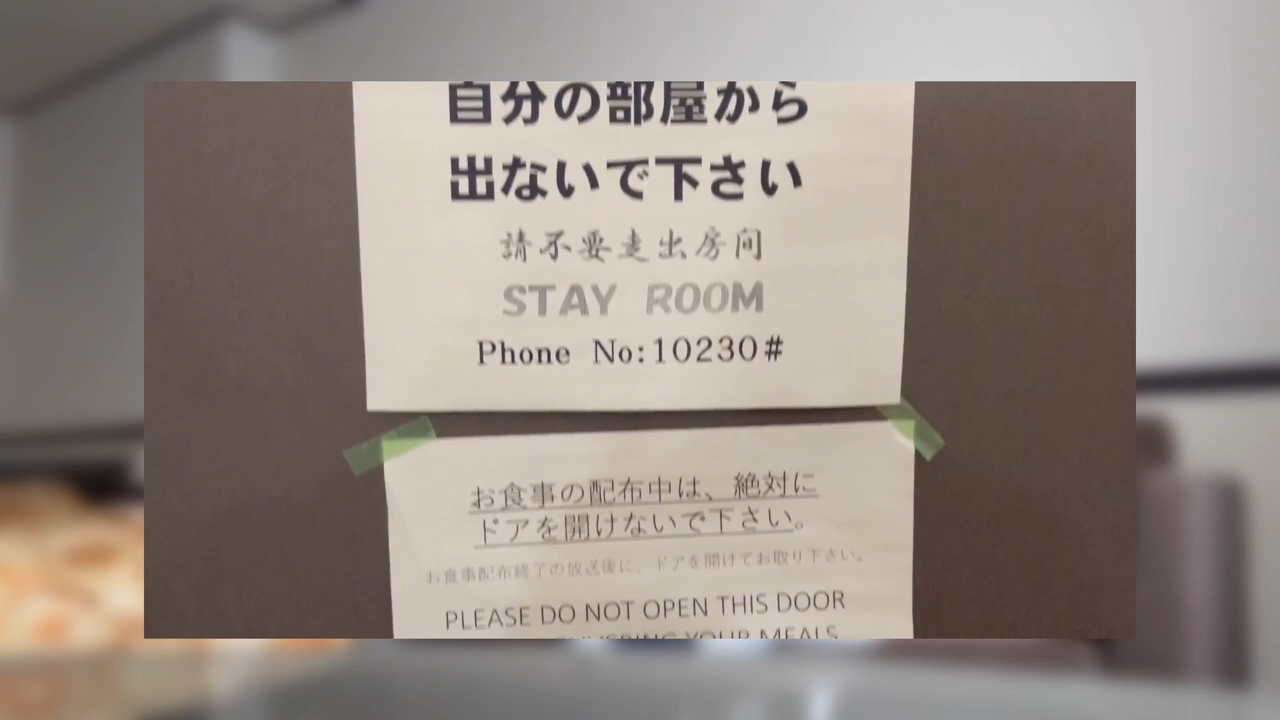 自分の部屋から
出ないで下さい
請不要走出房间
STAY ROOM
Phone No:10230#
お食事の配布中は、絶対に
ドアを開けないで下さい。
お食事配布終了の放送後に、ドアを開けてお取り下さい。
PLEASE DO NOT OPEN THIS DOOR
YOUR MEALS